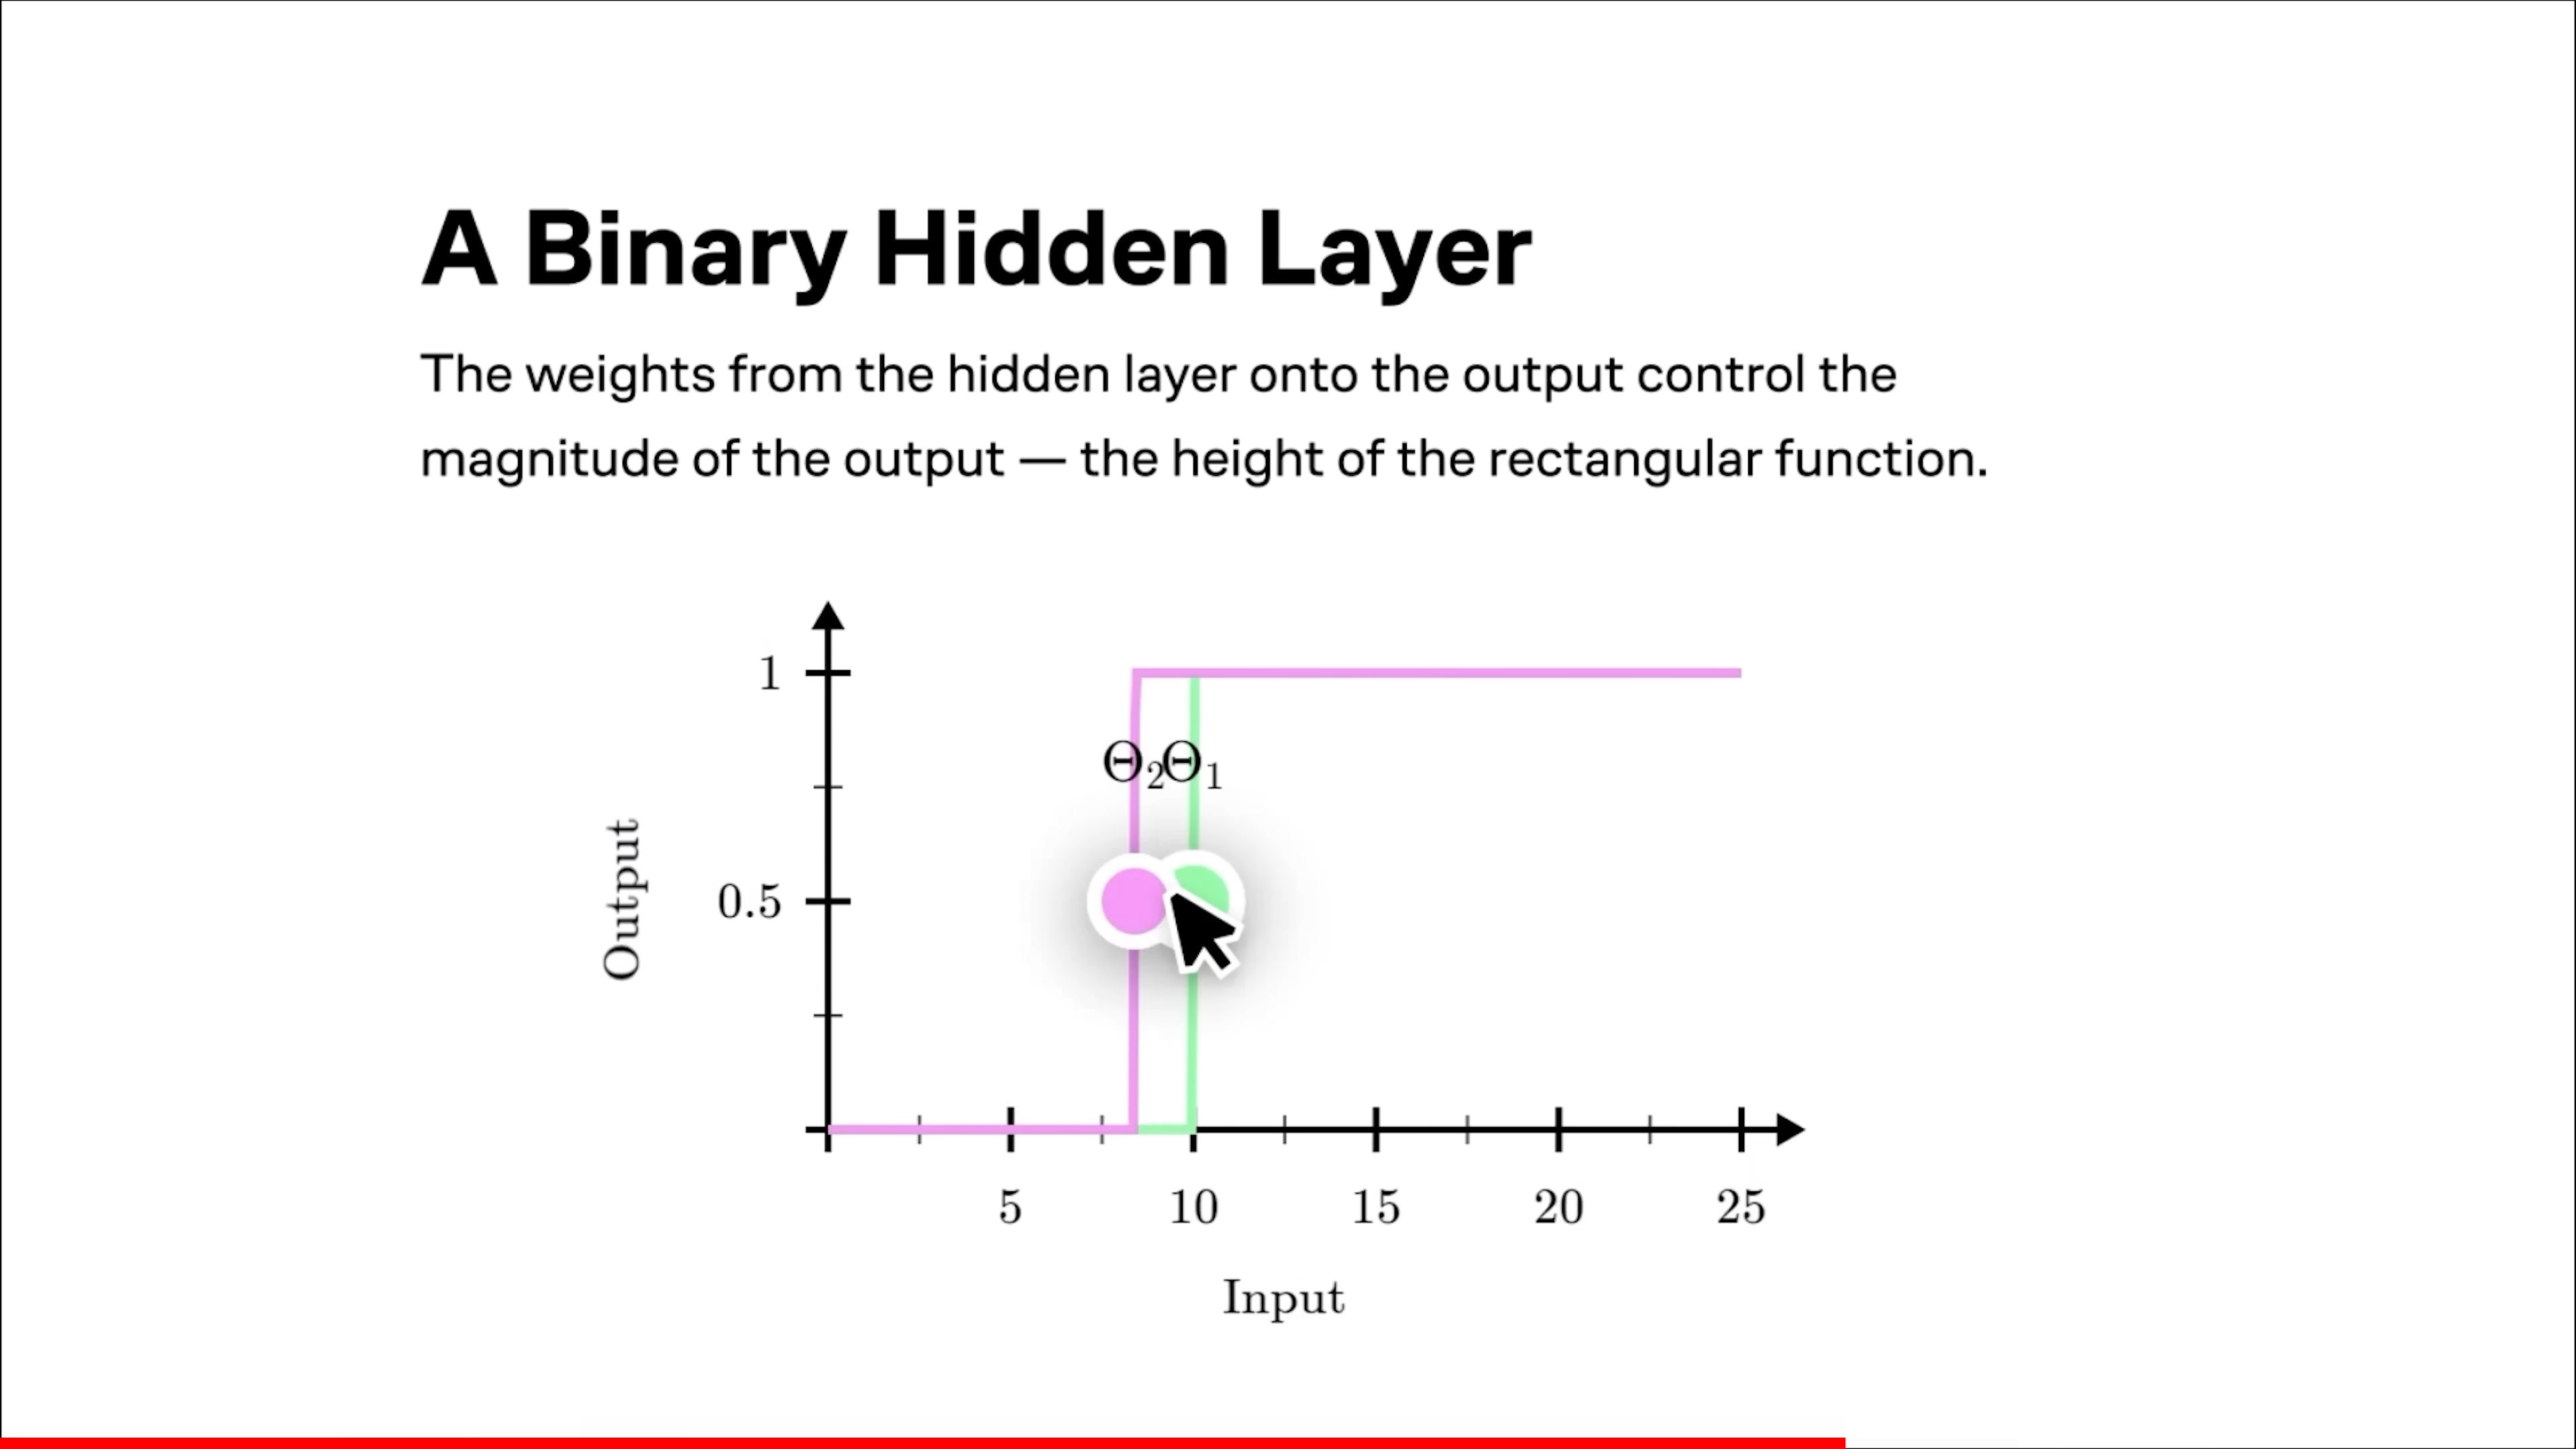 A Binary Hidden Layer
The weights from the hidden layer onto the output control the
magnitude of the output — the height of the rectangular function.
1
Θ₂Θ₁
0.5
Output
5 10 15 20 25
Input